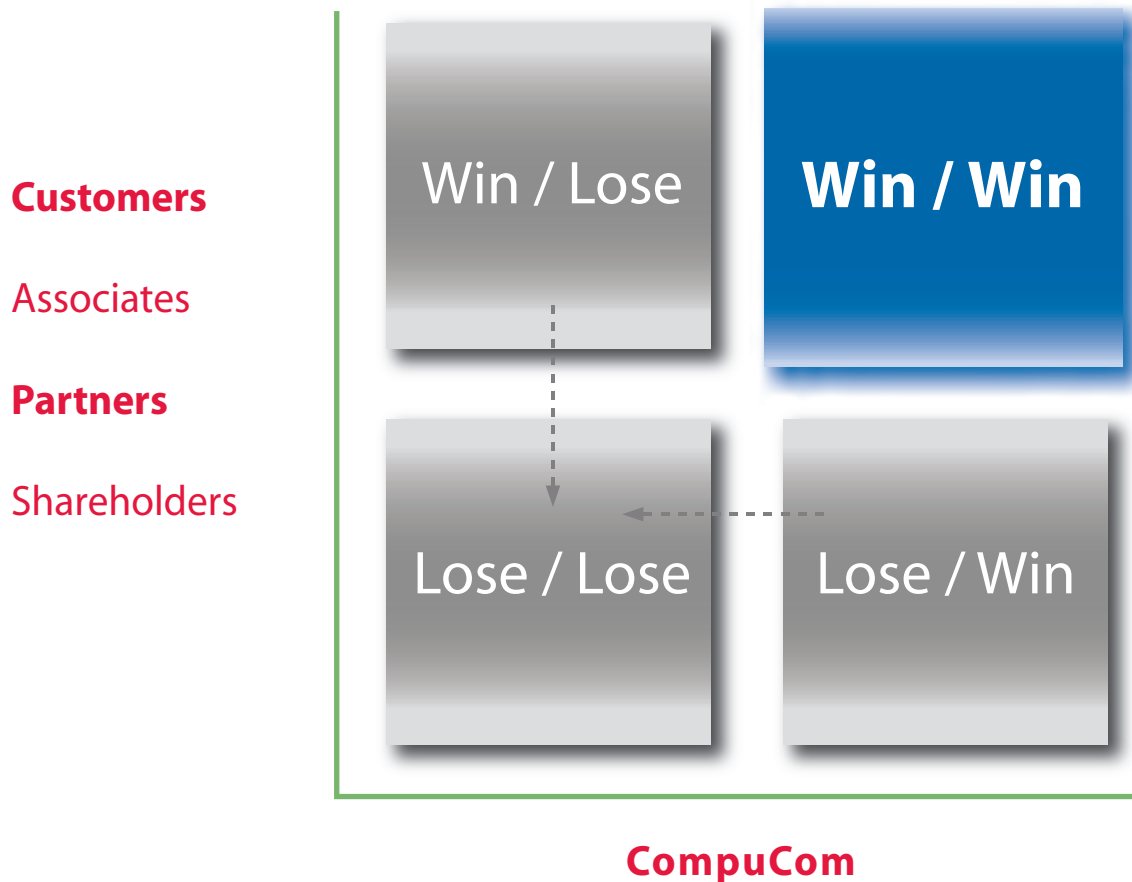 Customers
Associates
Partners
Shareholders
Win / Lose
Win / Win
Lose / Lose
Lose / Win
CompuCom